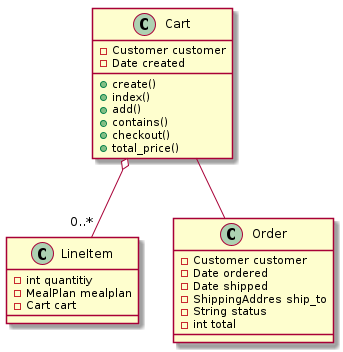 C Cart
Customer customer
Date created
create()
index()
add()
contains()
checkout()
total_price()
0..*
C LineItem
int quantitiy
MealPlan mealplan
Cart cart
C Order
Customer customer
Date ordered
Date shipped
ShippingAddres ship_to
String status
int total